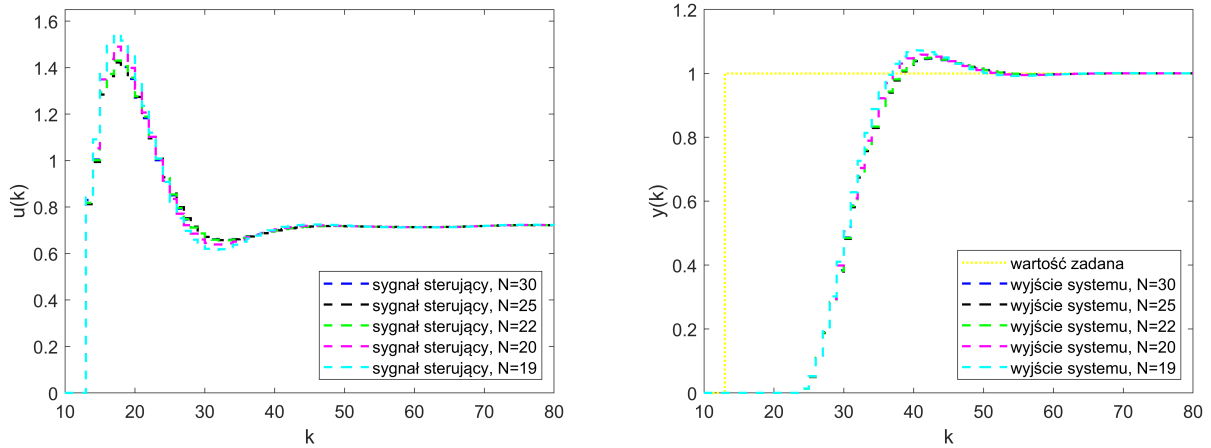 1.6
1.4
1.2
1
0.8
0.6
0.4
0.2
0
10 20 30 40 50 60 70 80
u(k)
k
sygnał sterujący, N=30
sygnał sterujący, N=25
sygnał sterujący, N=22
sygnał sterujący, N=20
sygnał sterujący, N=19
1.2
1
0.8
0.6
0.4
0.2
0
10 20 30 40 50 60 70 80
y(k)
k
wartość zadana
wyjście systemu, N=30
wyjście systemu, N=25
wyjście systemu, N=22
wyjście systemu, N=20
wyjście systemu, N=19